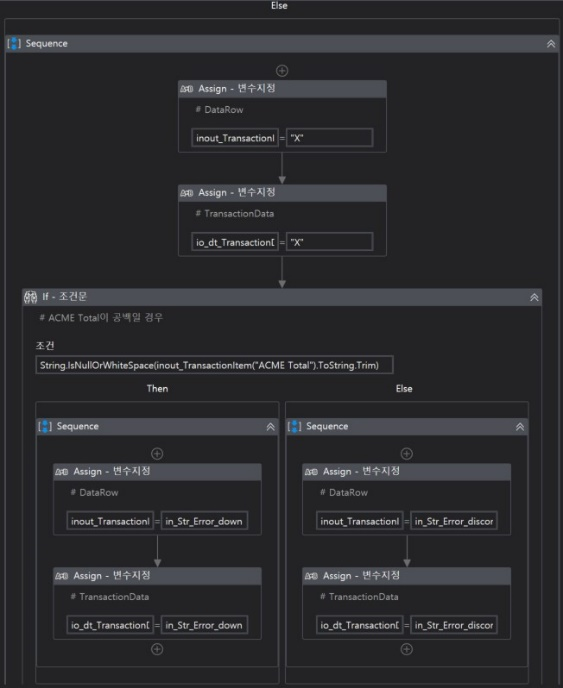 Else
Sequence
Assign - 변수지정
# DataRow
inout_TransactionI = "X"
Assign - 변수지정
# TransactionData
io_dt_Transaction[ = "X"
If - 조건문
# ACME Total이 공백일 경우
조건
String.IsNullOrWhiteSpace(inout_TransactionItem("ACME Total").ToString.Trim)
Then
Else
Sequence
Sequence
Assign - 변수지정
Assign - 변수지정
# DataRow
# DataRow
inout_TransactionI = in_Str_Error_down
inout_TransactionI = in_Str_Error_discor
Assign - 변수지정
Assign - 변수지정
# TransactionData
# TransactionData
io_dt_Transaction[ = in_Str_Error_down
io_dt_Transaction[ = in_Str_Error_discor